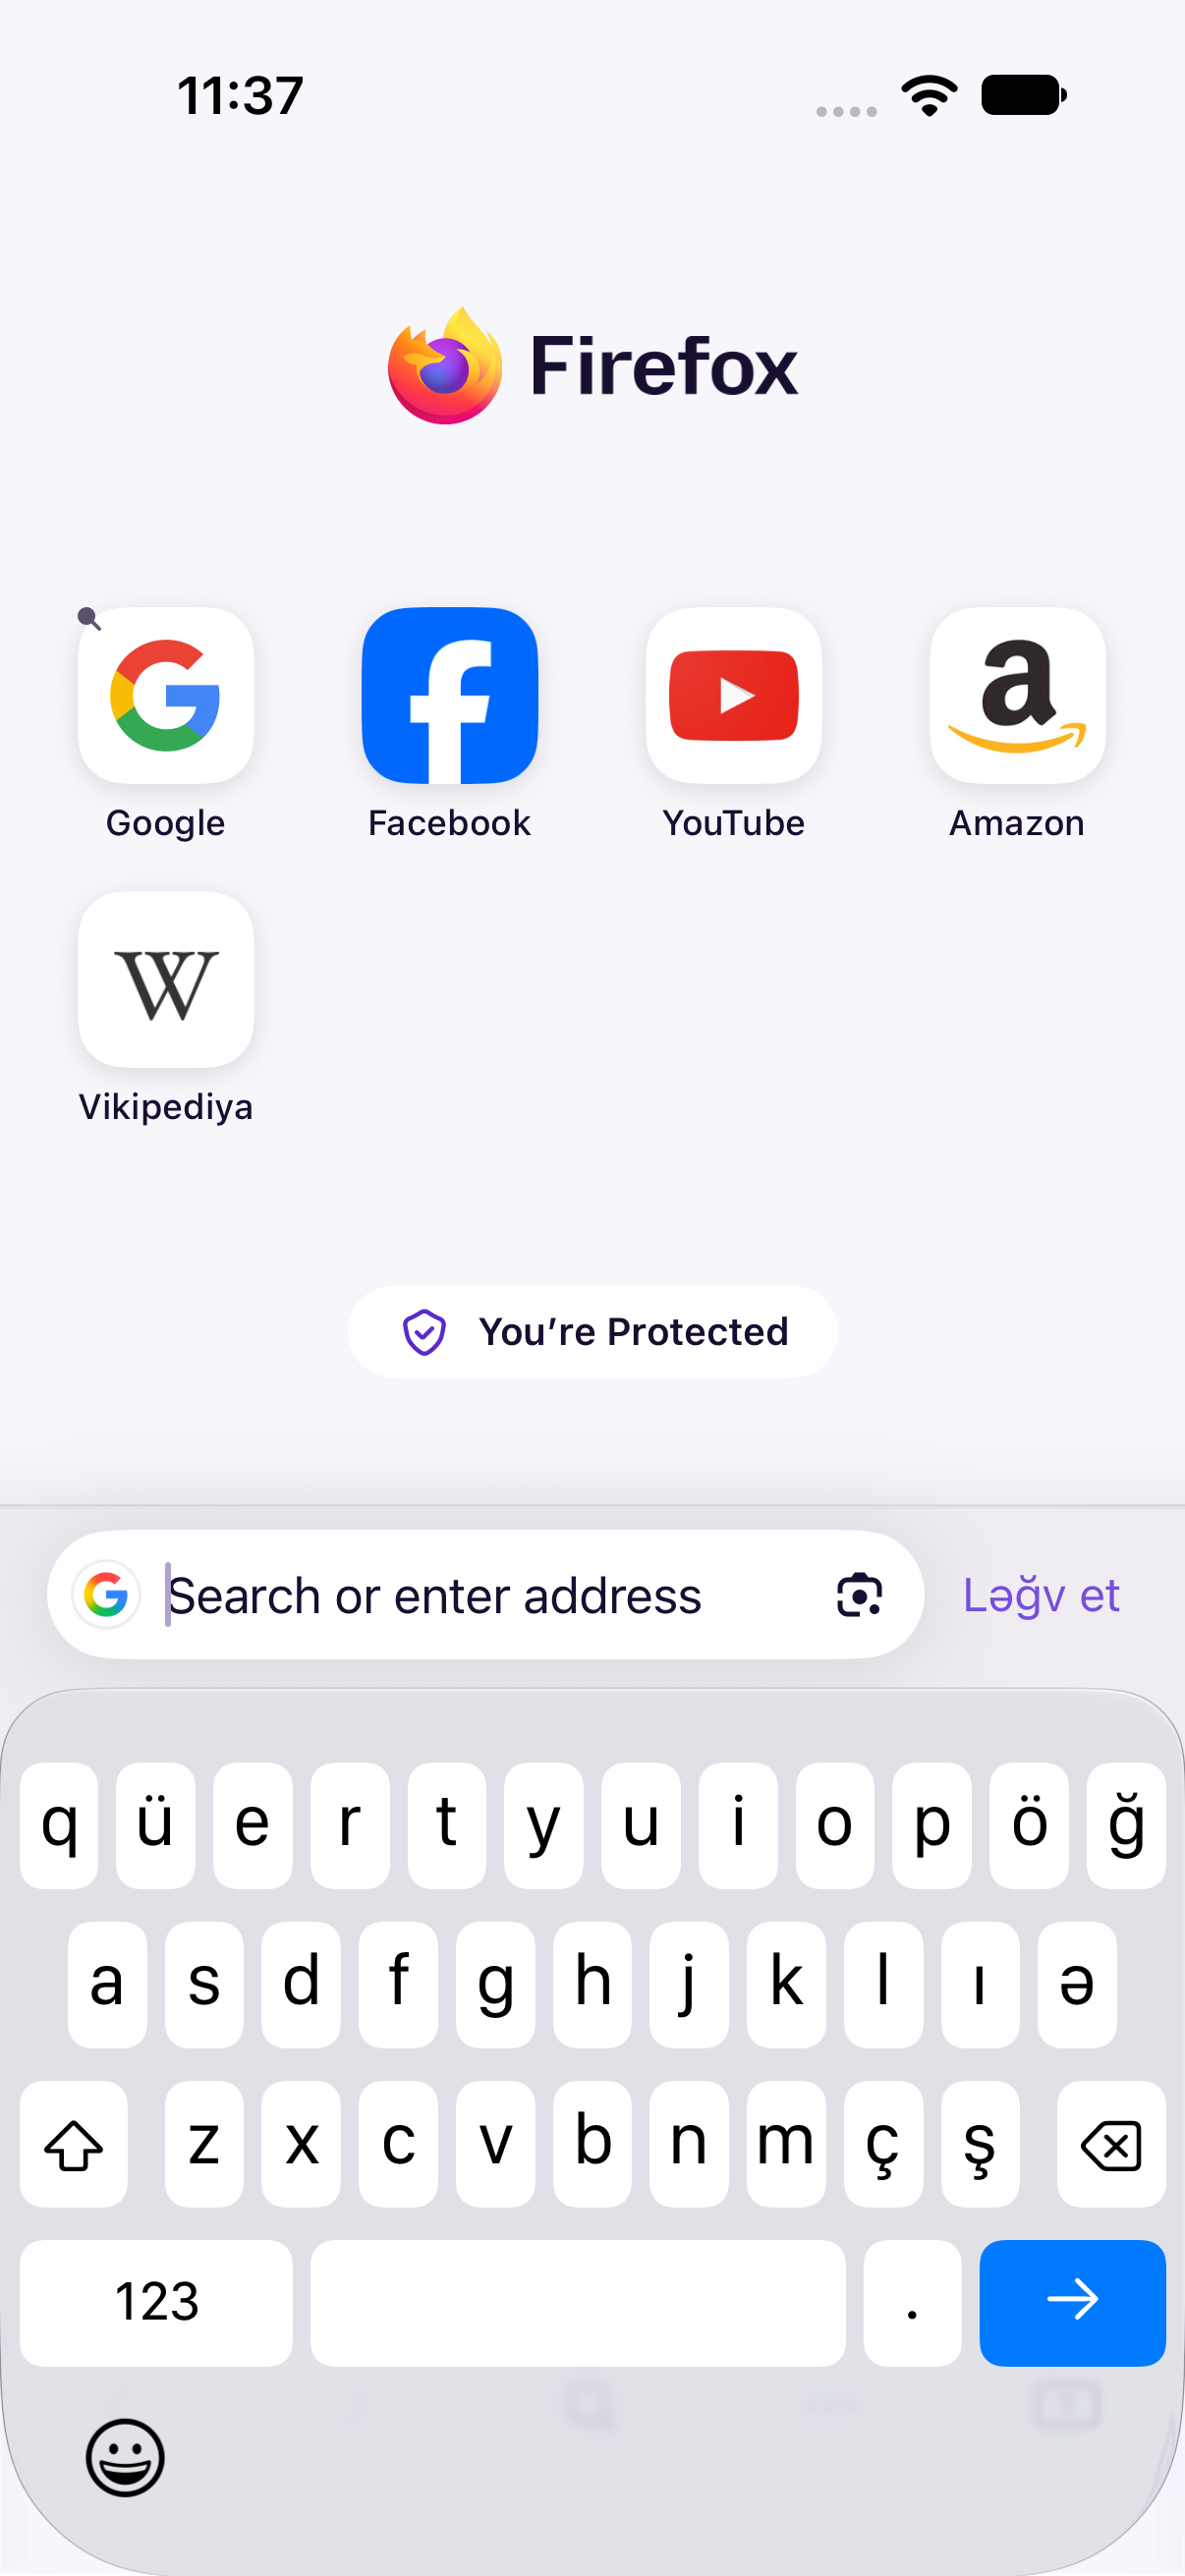 11:37
Firefox
Google
Facebook
YouTube
Amazon
Vikipediya
You’re Protected
Search or enter address
Ləğv et
q ü e r t y u i o p ö ğ
a s d f g h j k l ı ə
z x c v b n m ç ş
123 .